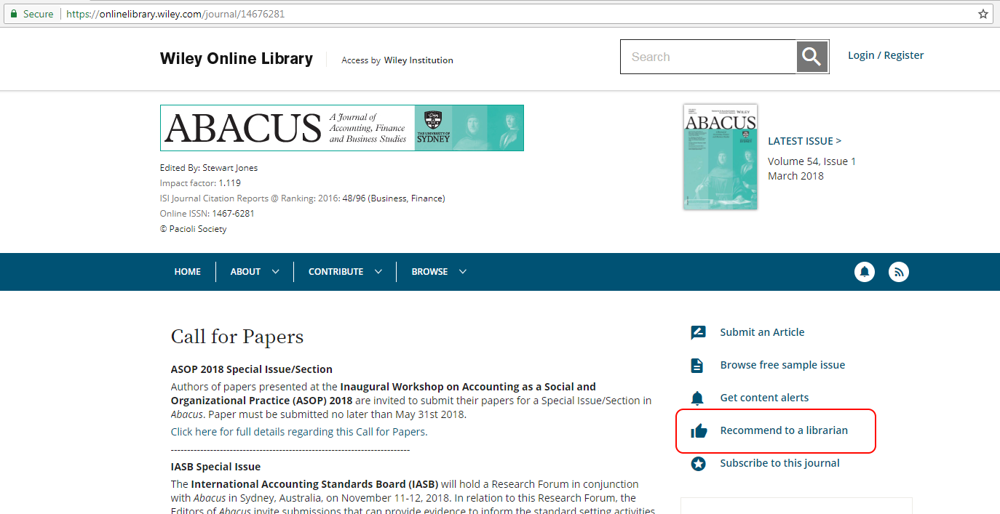 Secure https://onlinelibrary.wiley.com/journal/14676281
Wiley Online Library
Access by Wiley Institution
Search
Login / Register
ABACUS
A Journal of
Accounting, Finance
and Business Studies
THE UNIVERSITY OF
SYDNEY
Edited By: Stewart Jones
Impact factor: 1.119
ISI Journal Citation Reports @ Ranking: 2016: 48/96 (Business, Finance)
Online ISSN: 1467-6281
© Pacioli Society
WILEY
ABACUS
LATEST ISSUE >
Volume 54, Issue 1
March 2018
HOME ABOUT CONTRIBUTE BROWSE
Call for Papers
ASOP 2018 Special Issue/Section
Authors of papers presented at the Inaugural Workshop on Accounting as a Social and
Organizational Practice (ASOP) 2018 are invited to submit their papers for a Special Issue/Section in
Abacus. Paper must be submitted no later than May 31st 2018.
Click here for full details regarding this Call for Papers.
-------------------------------------------------------------------------
IASB Special Issue
The International Accounting Standards Board (IASB) will hold a Research Forum in conjunction
with Abacus in Sydney, Australia, on November 11-12, 2018. In relation to this Research Forum, the
Editors of Abacus invite submissions that can provide evidence to inform the standard setting activities
Submit an Article
Browse free sample issue
Get content alerts
Recommend to a librarian
Subscribe to this journal